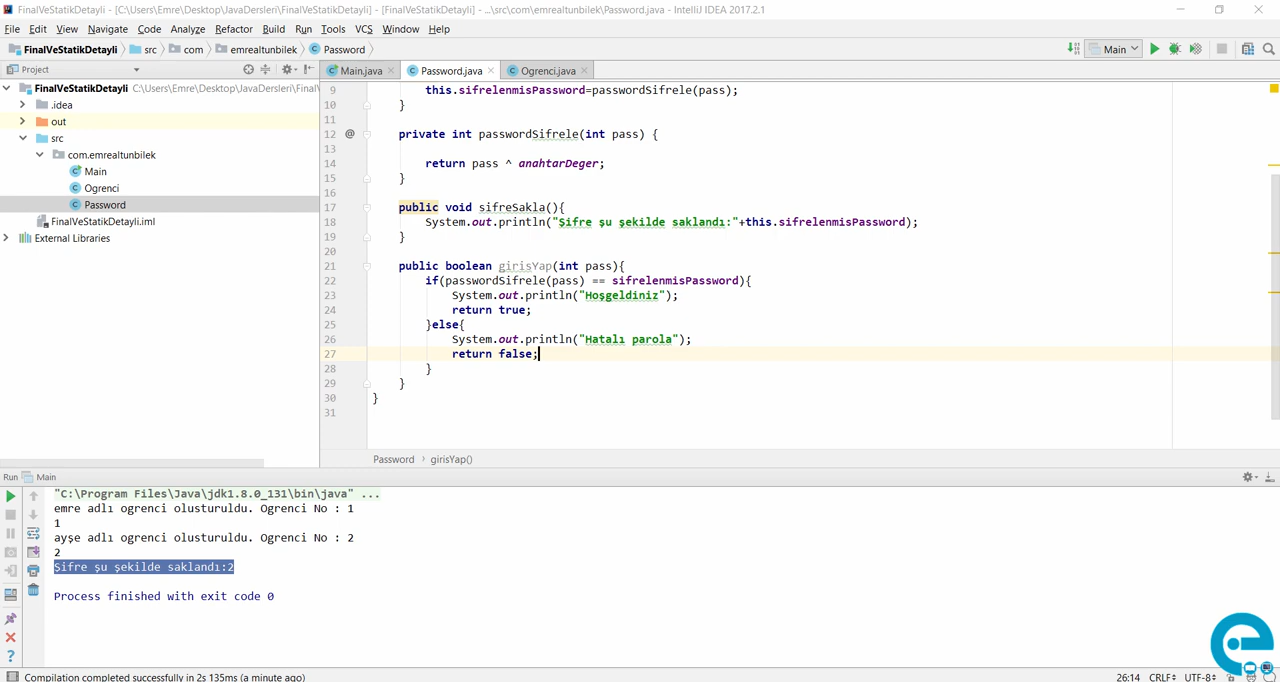 FinalVeStatikDetayli - [C:\Users\Emre\Desktop\JavaDersleri\FinalVeStatikDetayli] - [FinalVeStatikDetayli] - ...\src\com\emrealtunbilek\Password.java - IntelliJ IDEA 2017.2.1
File Edit View Navigate Code Analyze Refactor Build Run Tools VCS Window Help
FinalVeStatikDetayli src com emrealtunbilek Password
Main
Project
Main.java Password.java Ogrenci.java
FinalVeStatikDetayli C:\Users\Emre\Desktop\JavaDersleri\FinalV
.idea
out
src
com.emrealtunbilek
Main
Ogrenci
Password
FinalVeStatikDetayli.iml
External Libraries
9 this.sifrelenmisPassword=passwordSifrele(pass);
10 }
11
12 @ private int passwordSifrele(int pass) {
13
14 return pass ^ anahtarDeger;
15 }
16
17 public void sifreSakla(){
18 System.out.println("Şifre şu şekilde saklandı:"+this.sifrelenmisPassword);
19 }
20
21 public boolean girisYap(int pass){
22 if(passwordSifrele(pass) == sifrelenmisPassword){
23 System.out.println("Hoşgeldiniz");
24 return true;
25 }else{
26 System.out.println("Hatalı parola");
27 return false;
28 }
29 }
30 }
31
Password girisYap()
Run Main
"C:\Program Files\Java\jdk1.8.0_131\bin\java" ...
emre adlı ogrenci olusturuldu. Ogrenci No : 1
1
ayşe adlı ogrenci olusturuldu. Ogrenci No : 2
2
Şifre şu şekilde saklandı:2
Process finished with exit code 0
Compilation completed successfully in 2s 135ms (a minute ago)
26:14 CRLF UTF-8